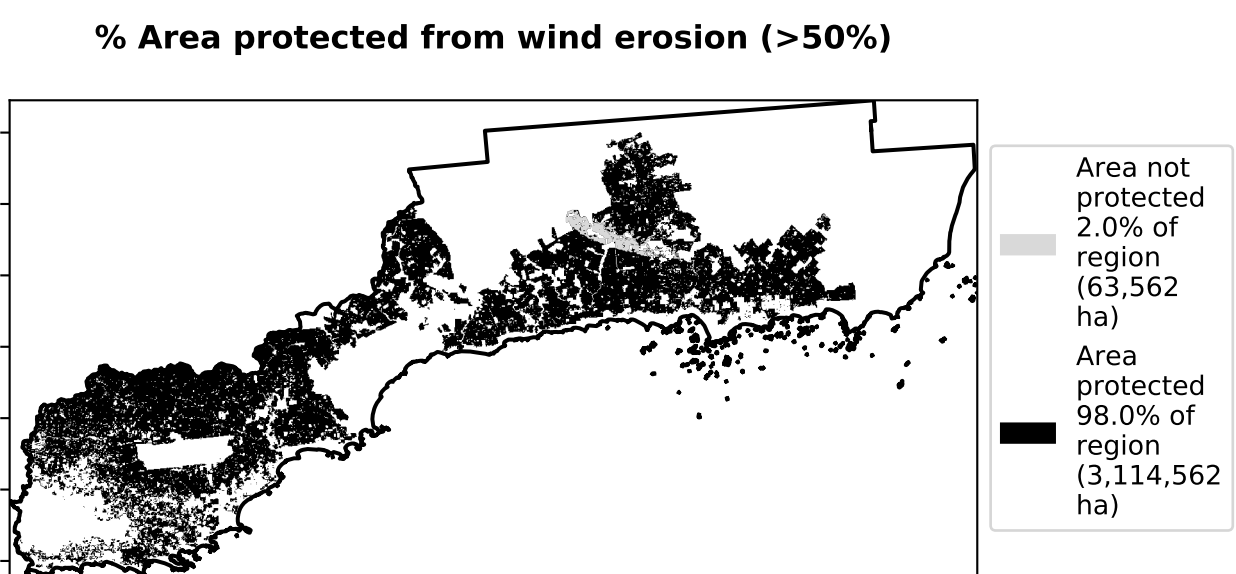 % Area protected from wind erosion (>50%)
Area not
protected
2.0% of
region
(63,562
ha)
Area
protected
98.0% of
region
(3,114,562
ha)